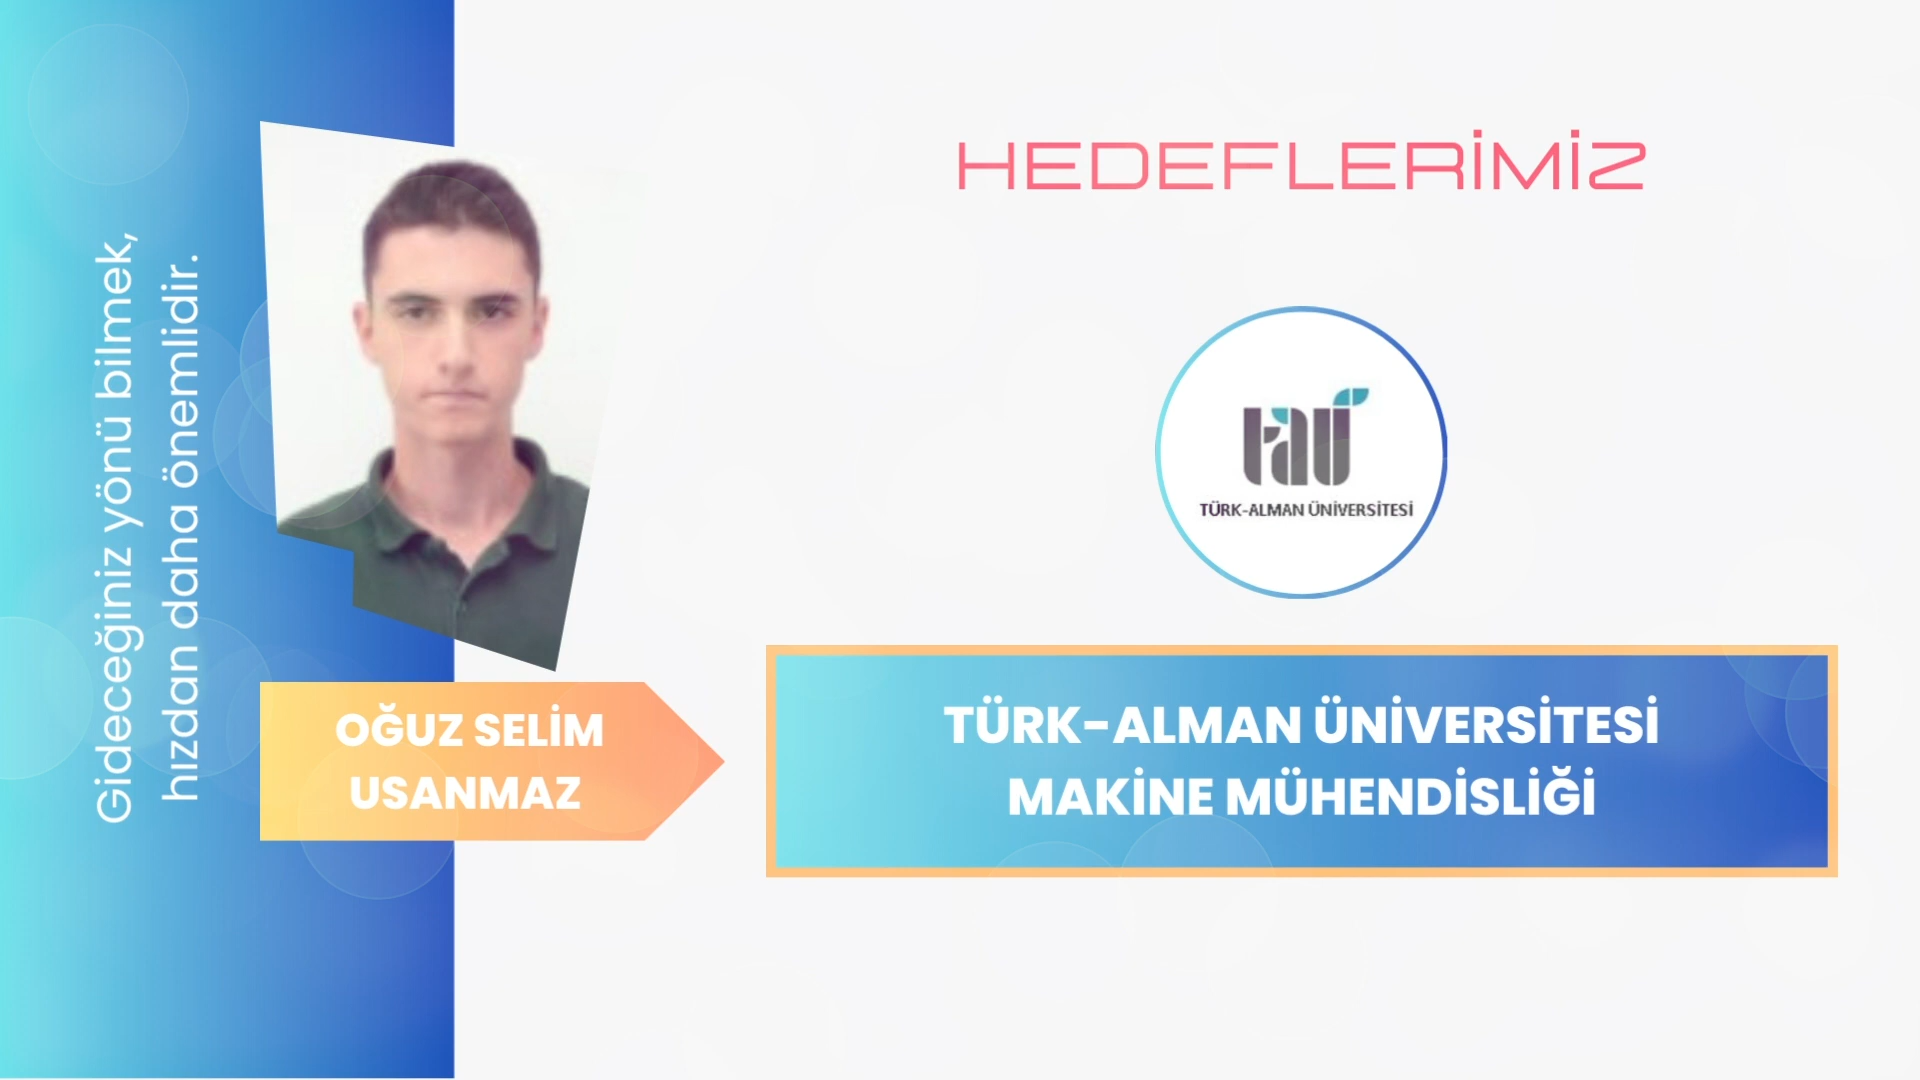 Gideceğiniz yönü bilmek,
hızdan daha önemlidir.
HEDEFLERİMİZ
tau
TÜRK-ALMAN ÜNİVERSİTESİ
OĞUZ SELİM
USANMAZ
TÜRK-ALMAN ÜNİVERSİTESİ
MAKİNE MÜHENDİSLİĞİ